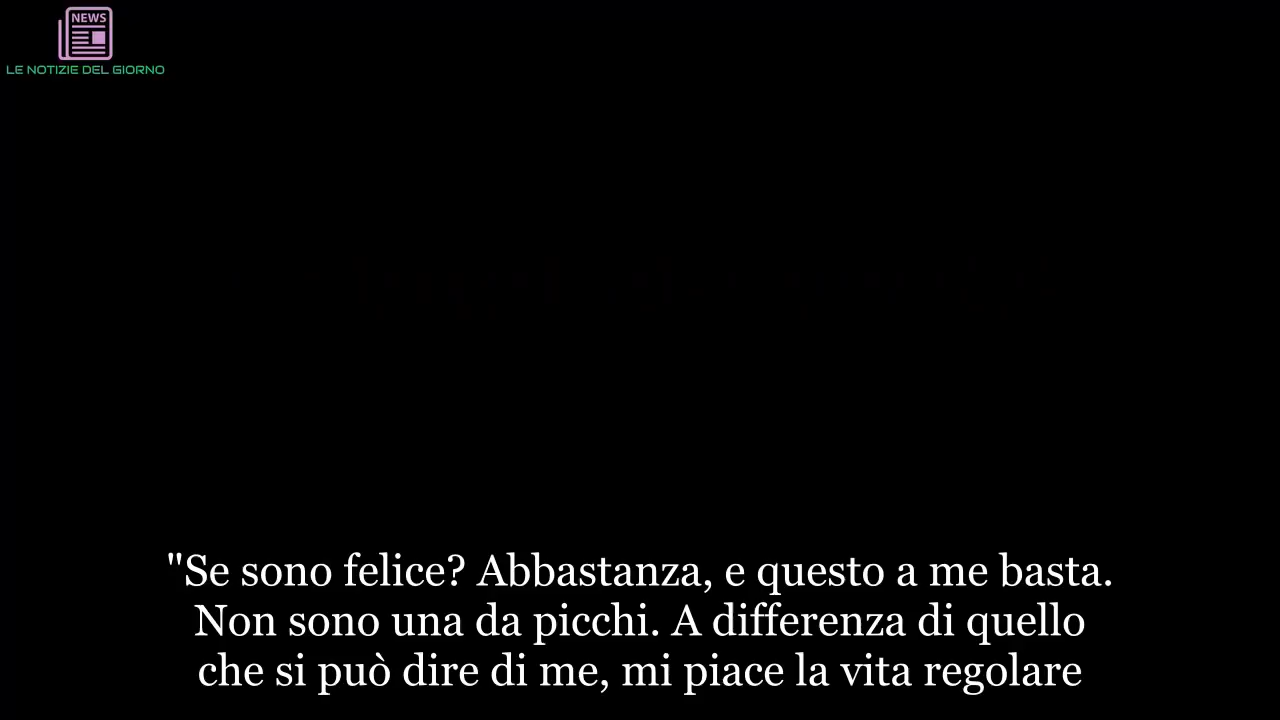 NEWS
LE NOTIZIE DEL GIORNO
"Se sono felice? Abbastanza, e questo a me basta.
Non sono una da picchi. A differenza di quello
che si può dire di me, mi piace la vita regolare